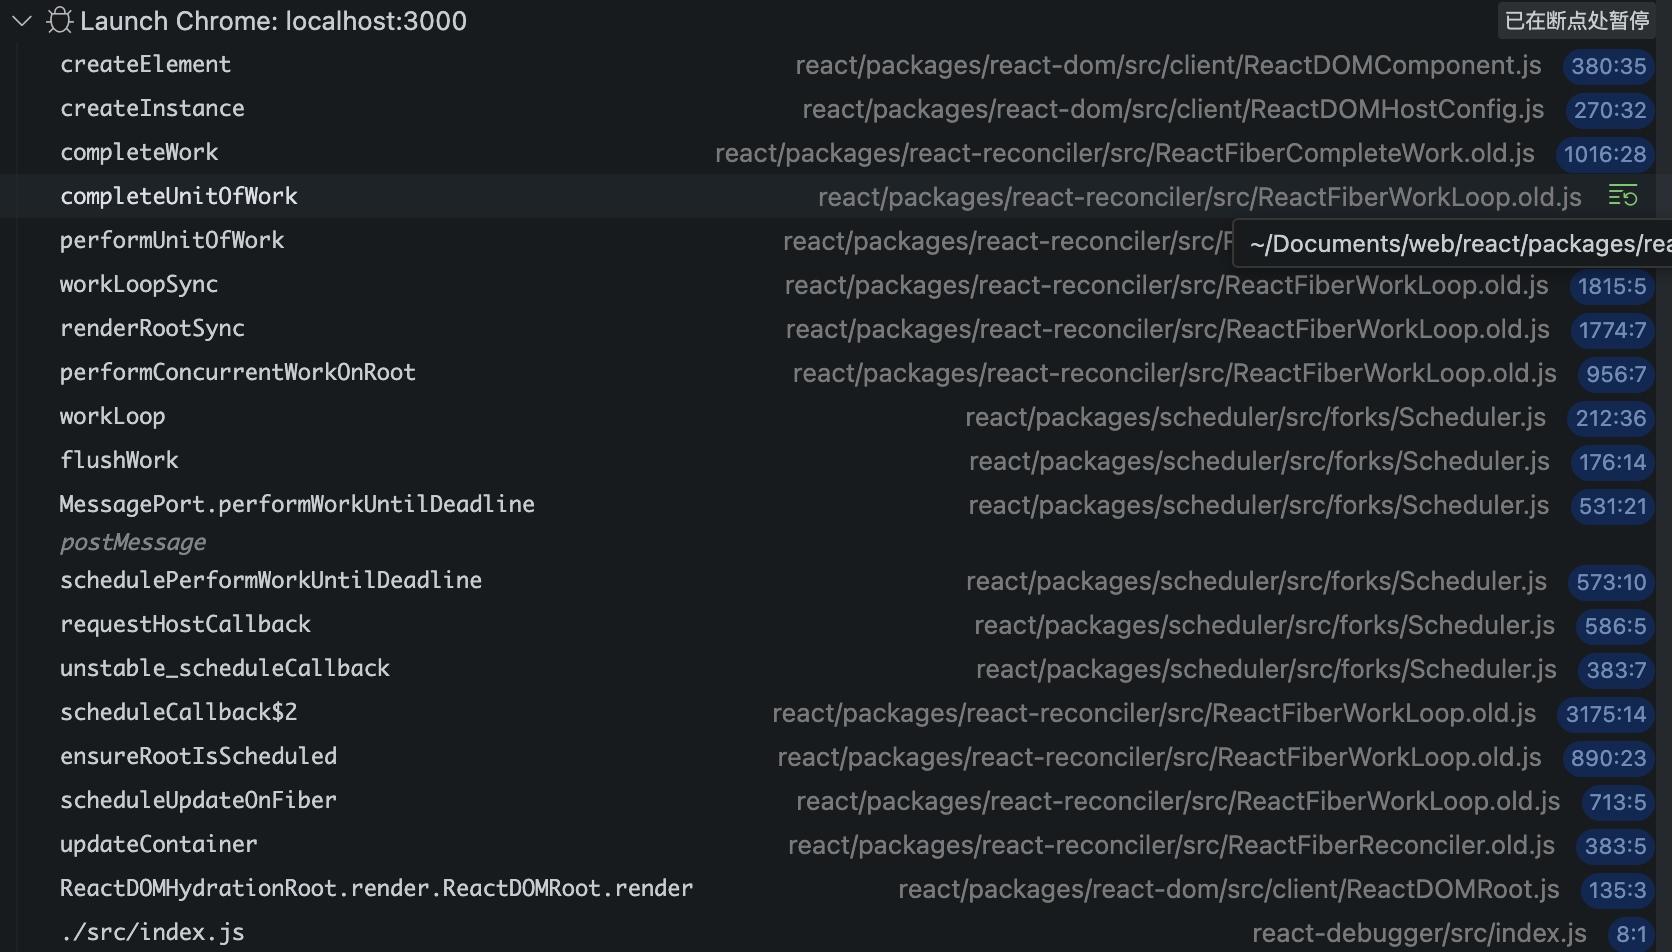 Launch Chrome: localhost:3000 已在断点处暂停
createElement react/packages/react-dom/src/client/ReactDOMComponent.js 380:35
createInstance react/packages/react-dom/src/client/ReactDOMHostConfig.js 270:32
completeWork react/packages/react-reconciler/src/ReactFiberCompleteWork.old.js 1016:28
completeUnitOfWork react/packages/react-reconciler/src/ReactFiberWorkLoop.old.js
performUnitOfWork react/packages/react-reconciler/src/ ~/Documents/web/react/packages/rea
workLoopSync react/packages/react-reconciler/src/ReactFiberWorkLoop.old.js 1815:5
renderRootSync react/packages/react-reconciler/src/ReactFiberWorkLoop.old.js 1774:7
performConcurrentWorkOnRoot react/packages/react-reconciler/src/ReactFiberWorkLoop.old.js 956:7
workLoop react/packages/scheduler/src/forks/Scheduler.js 212:36
flushWork react/packages/scheduler/src/forks/Scheduler.js 176:14
MessagePort.performWorkUntilDeadline react/packages/scheduler/src/forks/Scheduler.js 531:21
postMessage
schedulePerformWorkUntilDeadline react/packages/scheduler/src/forks/Scheduler.js 573:10
requestHostCallback react/packages/scheduler/src/forks/Scheduler.js 586:5
unstable_scheduleCallback react/packages/scheduler/src/forks/Scheduler.js 383:7
scheduleCallback$2 react/packages/react-reconciler/src/ReactFiberWorkLoop.old.js 3175:14
ensureRootIsScheduled react/packages/react-reconciler/src/ReactFiberWorkLoop.old.js 890:23
scheduleUpdateOnFiber react/packages/react-reconciler/src/ReactFiberWorkLoop.old.js 713:5
updateContainer react/packages/react-reconciler/src/ReactFiberReconciler.old.js 383:5
ReactDOMHydrationRoot.render.ReactDOMRoot.render react/packages/react-dom/src/client/ReactDOMRoot.js 135:3
./src/index.js react-debugger/src/index.js 8:1